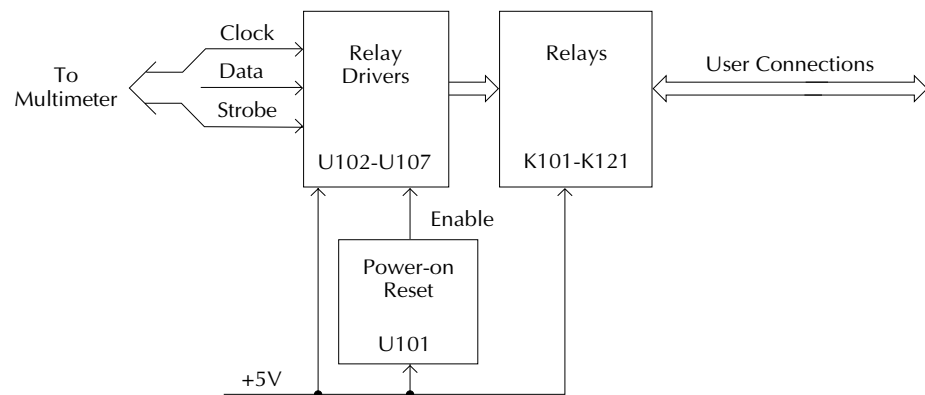 To
Multimeter
Clock
Data
Strobe
Relay
Drivers
U102-U107
Relays
K101-K121
User Connections
Enable
Power-on
Reset
U101
+5V